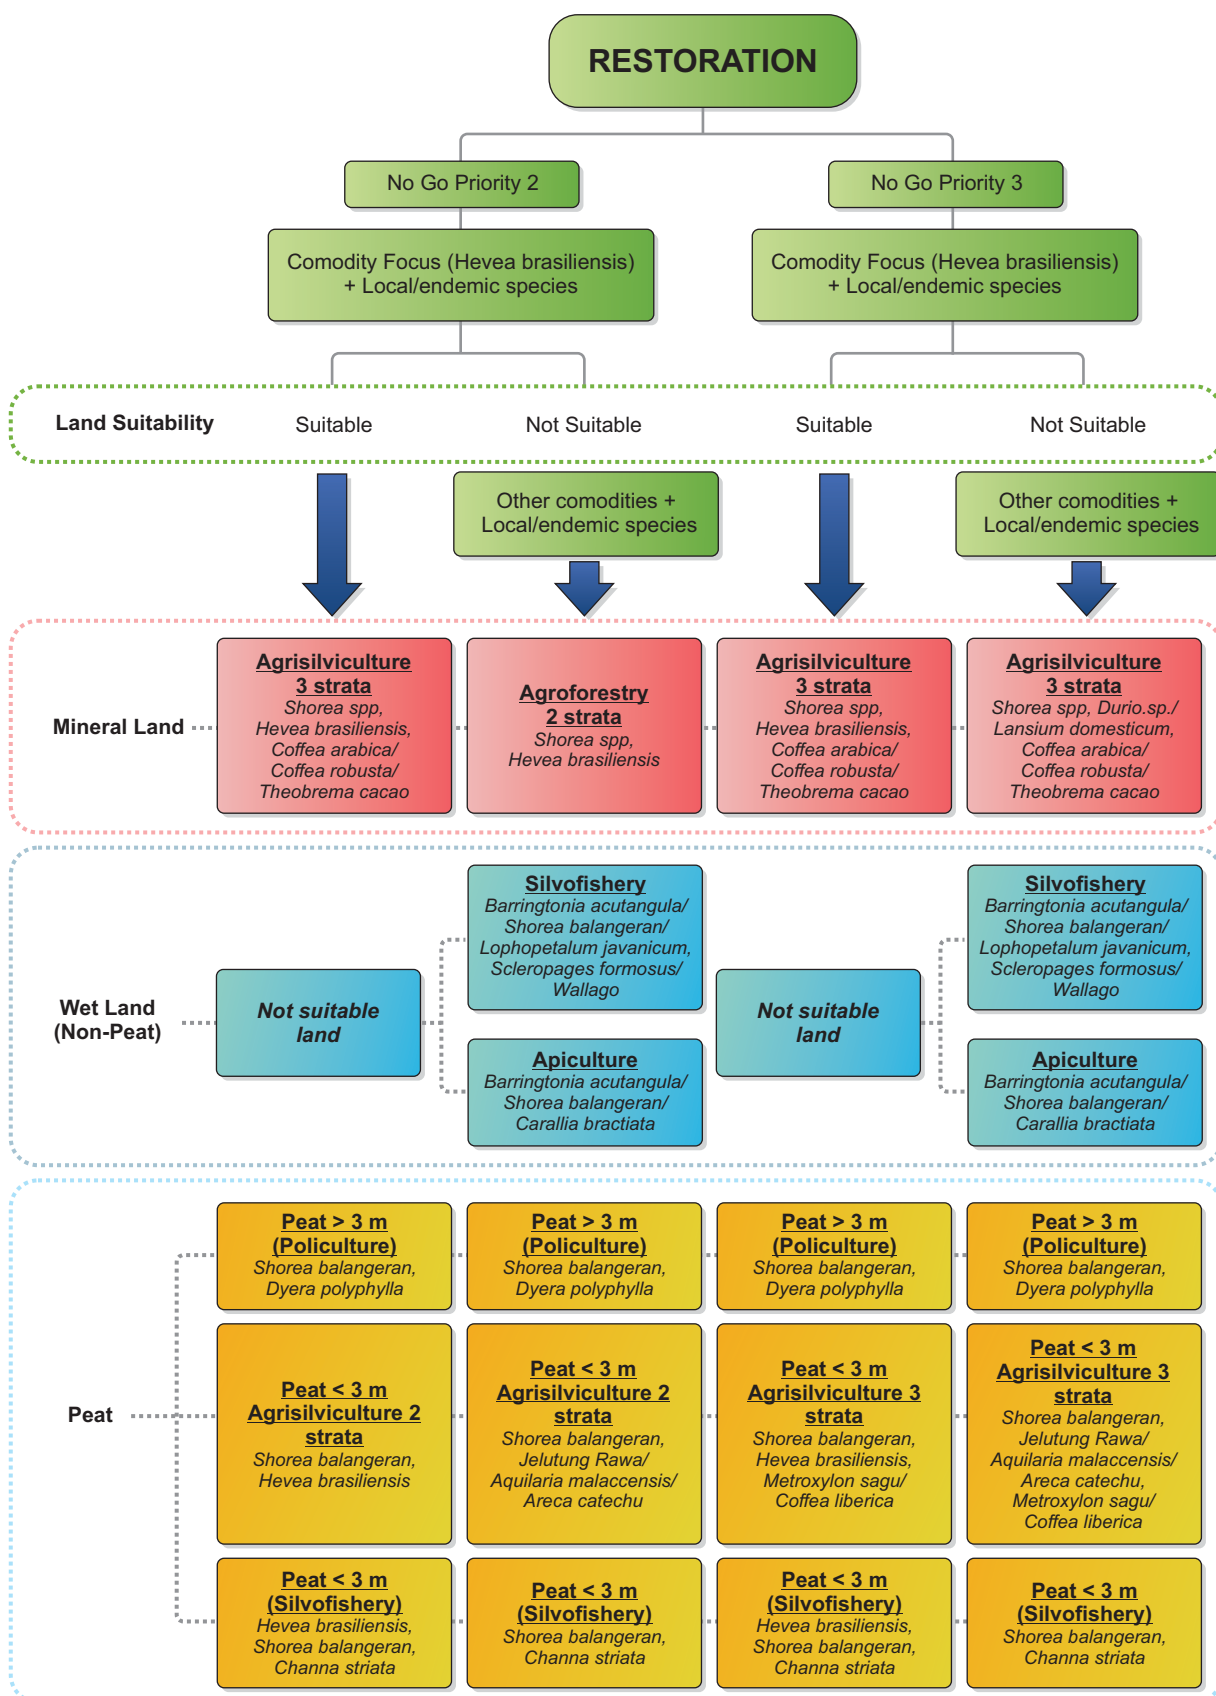 RESTORATION
No Go Priority 2
No Go Priority 3
Comodity Focus (Hevea brasiliensis)
+ Local/endemic species
Comodity Focus (Hevea brasiliensis)
+ Local/endemic species
Land Suitability
Suitable
Not Suitable
Suitable
Not Suitable
Other comodities +
Local/endemic species
Other comodities +
Local/endemic species
Mineral Land
Agrisilviculture
3 strata
Shorea spp,
Hevea brasiliensis,
Coffea arabica/
Coffea robusta/
Theobrema cacao
Agroforestry
2 strata
Shorea spp,
Hevea brasiliensis
Agrisilviculture
3 strata
Shorea spp,
Hevea brasiliensis,
Coffea arabica/
Coffea robusta/
Theobrema cacao
Agrisilviculture
3 strata
Shorea spp, Durio.sp./
Lansium domesticum,
Coffea arabica/
Coffea robusta/
Theobrema cacao
Wet Land
(Non-Peat)
Not suitable
land
Silvofishery
Barringtonia acutangula/
Shorea balangeran/
Lophopetalum javanicum,
Scleropages formosus/
Wallago
Apiculture
Barringtonia acutangula/
Shorea balangeran/
Carallia bractiata
Not suitable
land
Silvofishery
Barringtonia acutangula/
Shorea balangeran/
Lophopetalum javanicum,
Scleropages formosus/
Wallago
Apiculture
Barringtonia acutangula/
Shorea balangeran/
Carallia bractiata
Peat
Peat > 3 m
(Policulture)
Shorea balangeran,
Dyera polyphylla
Peat > 3 m
(Policulture)
Shorea balangeran,
Dyera polyphylla
Peat > 3 m
(Policulture)
Shorea balangeran,
Dyera polyphylla
Peat > 3 m
(Policulture)
Shorea balangeran,
Dyera polyphylla
Peat < 3 m
Agrisilviculture 2
strata
Shorea balangeran,
Hevea brasiliensis
Peat < 3 m
Agrisilviculture 2
strata
Shorea balangeran,
Jelutung Rawa/
Aquilaria malaccensis/
Areca catechu
Peat < 3 m
Agrisilviculture 3
strata
Shorea balangeran,
Hevea brasiliensis,
Metroxylon sagu/
Coffea liberica
Peat < 3 m
Agrisilviculture 3
strata
Shorea balangeran,
Jelutung Rawa/
Aquilaria malaccensis/
Areca catechu,
Metroxylon sagu/
Coffea liberica
Peat < 3 m
(Silvofishery)
Hevea brasiliensis,
Shorea balangeran,
Channa striata
Peat < 3 m
(Silvofishery)
Shorea balangeran,
Channa striata
Peat < 3 m
(Silvofishery)
Hevea brasiliensis,
Shorea balangeran,
Channa striata
Peat < 3 m
(Silvofishery)
Shorea balangeran,
Channa striata